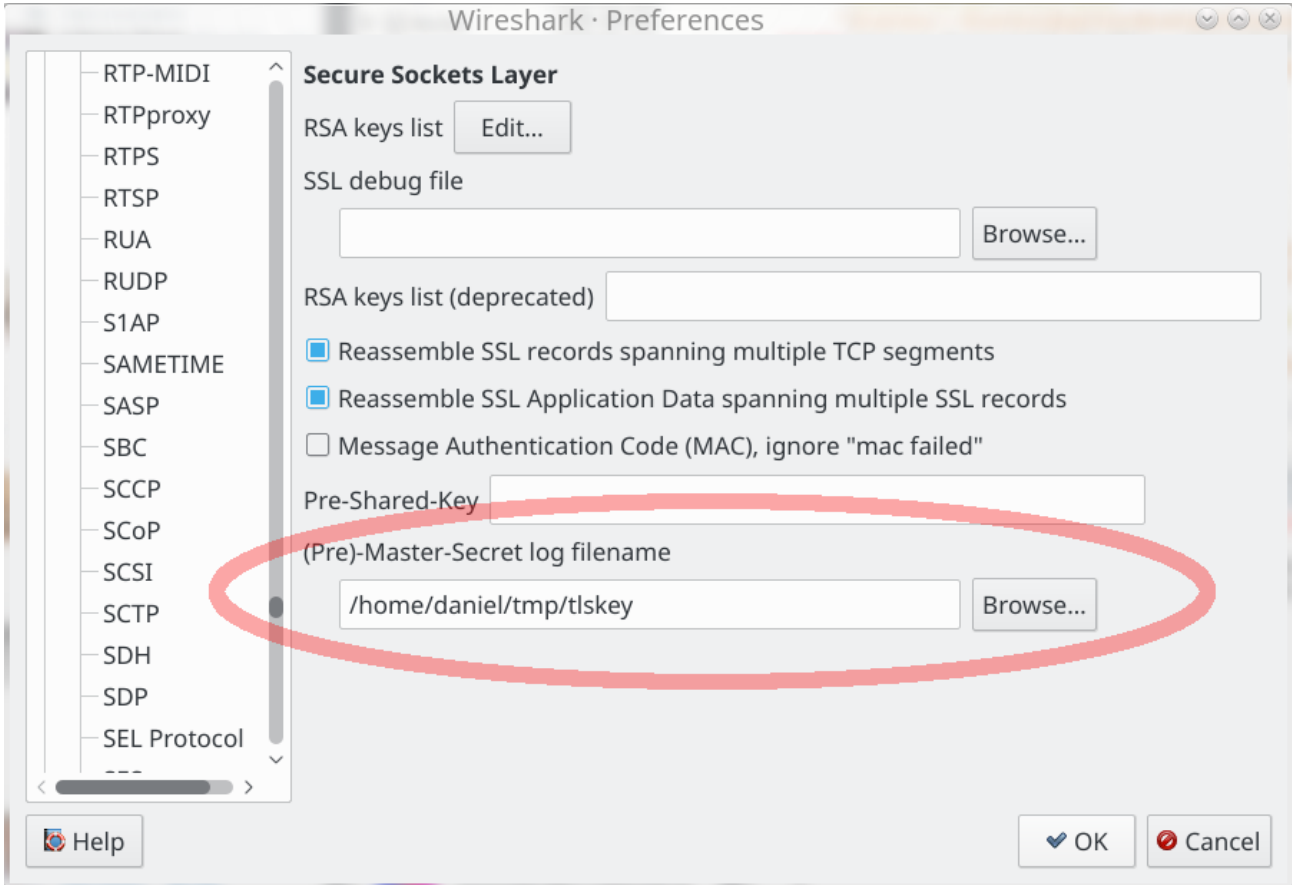 Wireshark · Preferences
RTP-MIDI
RTPproxy
RTPS
RTSP
RUA
RUDP
S1AP
SAMETIME
SASP
SBC
SCCP
SCoP
SCSI
SCTP
SDH
SDP
SEL Protocol
Secure Sockets Layer
RSA keys list Edit...
SSL debug file
Browse...
RSA keys list (deprecated)
Reassemble SSL records spanning multiple TCP segments
Reassemble SSL Application Data spanning multiple SSL records
Message Authentication Code (MAC), ignore "mac failed"
Pre-Shared-Key
(Pre)-Master-Secret log filename
/home/daniel/tmp/tlskey Browse...
Help OK Cancel